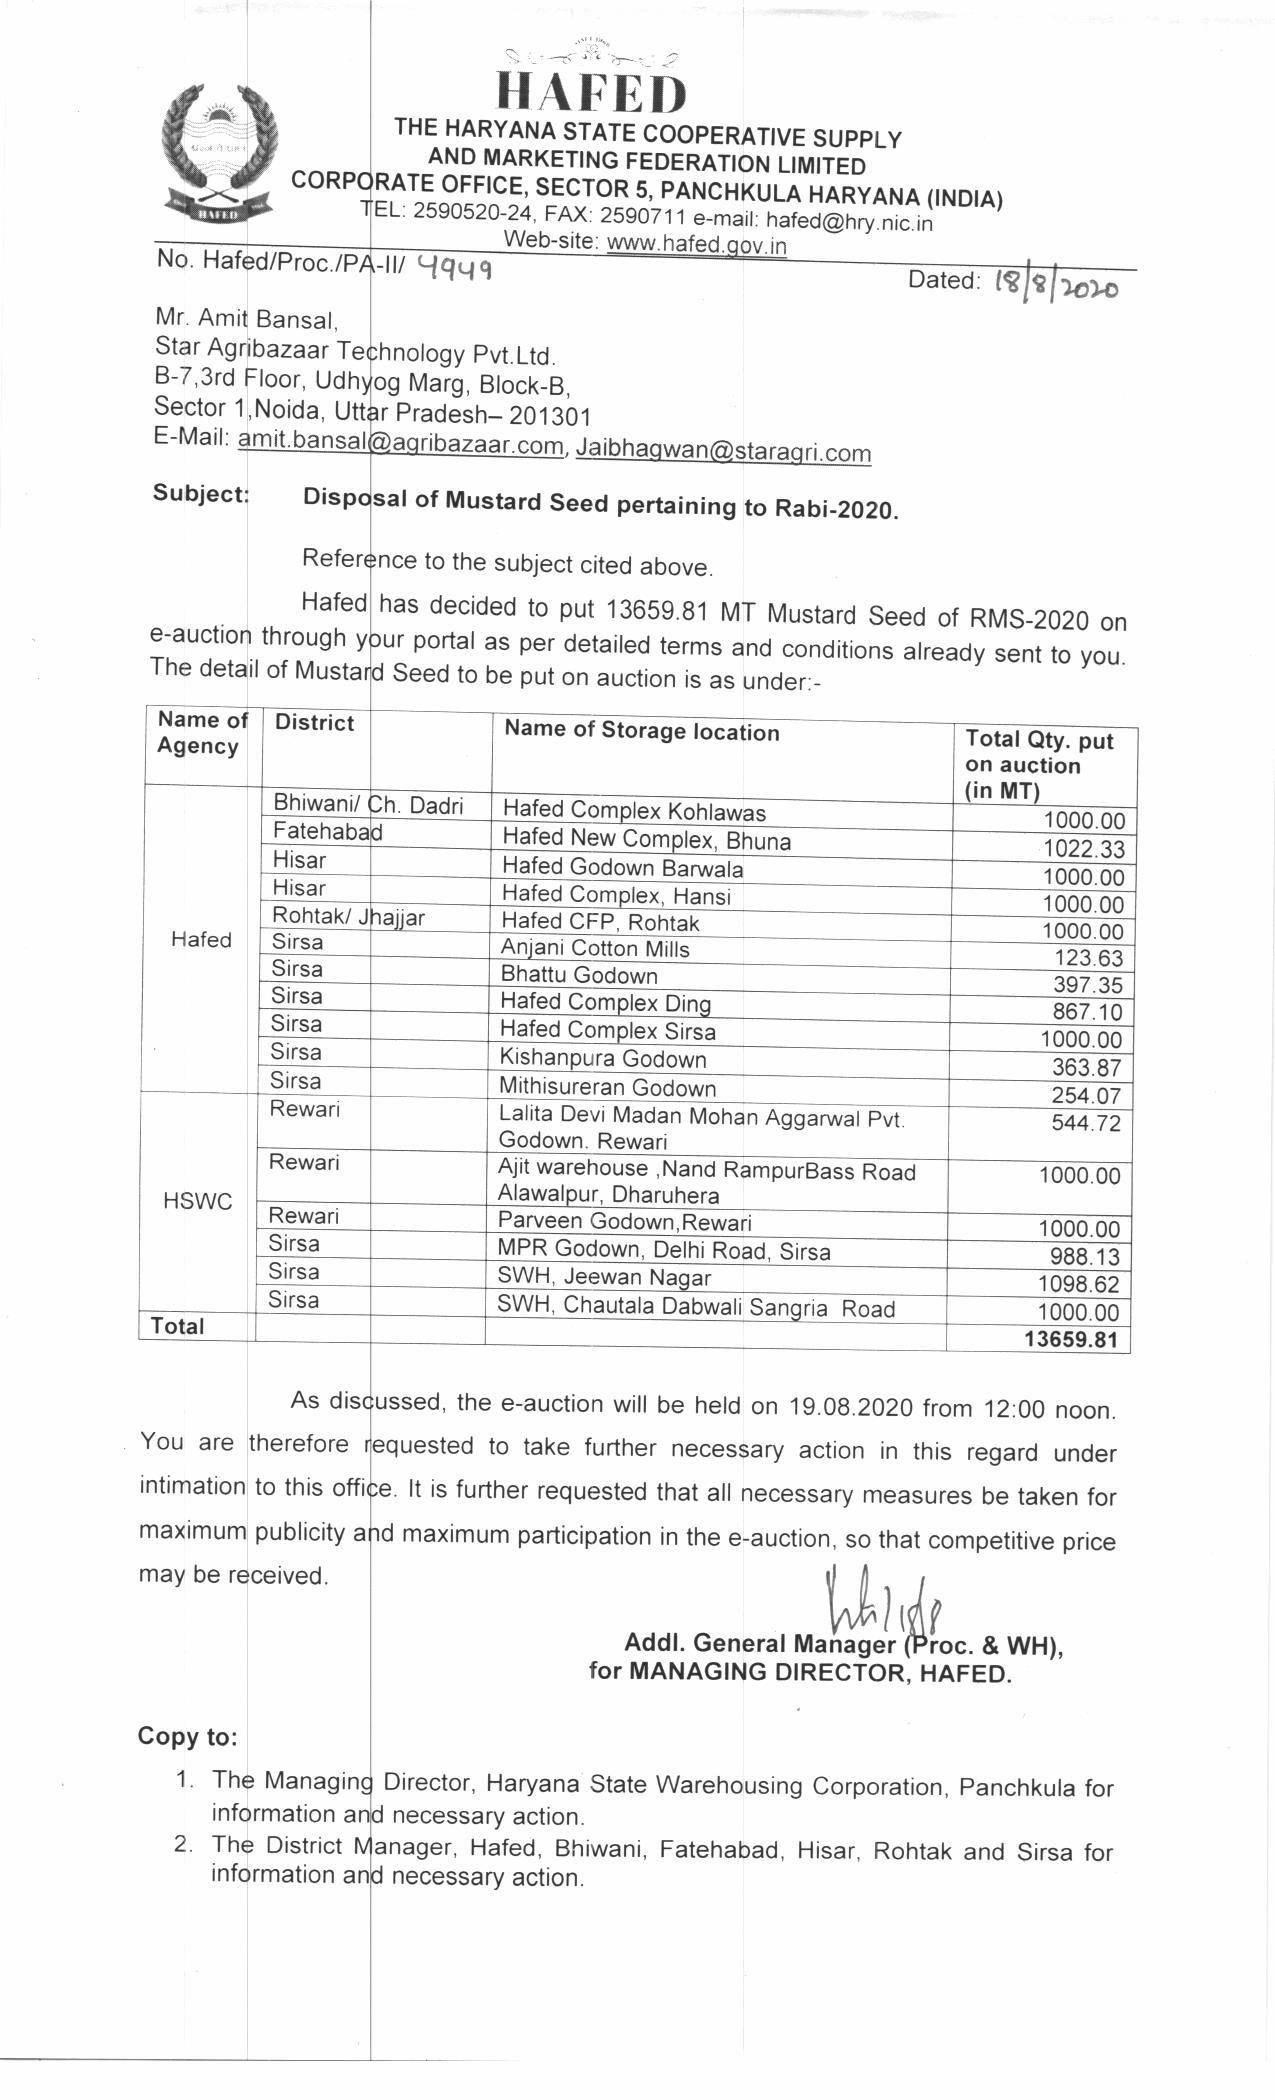 SINCE 1966
HAFED
HAFED
THE HARYANA STATE COOPERATIVE SUPPLY
AND MARKETING FEDERATION LIMITED
CORPORATE OFFICE, SECTOR 5, PANCHKULA HARYANA (INDIA)
TEL: 2590520-24, FAX: 2590711 e-mail: hafed@hry.nic.in
Web-site: www.hafed.gov.in
No. Hafed/Proc./PA-II/ 4949 Dated: 18/8/2020
Mr. Amit Bansal,
Star Agribazaar Technology Pvt.Ltd.
B-7,3rd Floor, Udhyog Marg, Block-B,
Sector 1,Noida, Uttar Pradesh– 201301
E-Mail: amit.bansal@agribazaar.com, Jaibhagwan@staragri.com
Subject: Disposal of Mustard Seed pertaining to Rabi-2020.
Reference to the subject cited above.
Hafed has decided to put 13659.81 MT Mustard Seed of RMS-2020 on
e-auction through your portal as per detailed terms and conditions already sent to you.
The detail of Mustard Seed to be put on auction is as under:-
Name of District Name of Storage location Total Qty. put
Agency on auction
(in MT)
Bhiwani/ Ch. Dadri Hafed Complex Kohlawas 1000.00
Fatehabad Hafed New Complex, Bhuna 1022.33
Hisar Hafed Godown Barwala 1000.00
Hisar Hafed Complex, Hansi 1000.00
Rohtak/ Jhajjar Hafed CFP, Rohtak 1000.00
Hafed Sirsa Anjani Cotton Mills 123.63
Sirsa Bhattu Godown 397.35
Sirsa Hafed Complex Ding 867.10
Sirsa Hafed Complex Sirsa 1000.00
Sirsa Kishanpura Godown 363.87
Sirsa Mithisureran Godown 254.07
Rewari Lalita Devi Madan Mohan Aggarwal Pvt. 544.72
Godown. Rewari
Rewari Ajit warehouse ,Nand RampurBass Road 1000.00
HSWC Alawalpur, Dharuhera
Rewari Parveen Godown,Rewari 1000.00
Sirsa MPR Godown, Delhi Road, Sirsa 988.13
Sirsa SWH, Jeewan Nagar 1098.62
Sirsa SWH, Chautala Dabwali Sangria Road 1000.00
Total 13659.81
As discussed, the e-auction will be held on 19.08.2020 from 12:00 noon.
You are therefore requested to take further necessary action in this regard under
intimation to this office. It is further requested that all necessary measures be taken for
maximum publicity and maximum participation in the e-auction, so that competitive price
may be received.
Addl. General Manager (Proc. & WH),
for MANAGING DIRECTOR, HAFED.
Copy to:
1. The Managing Director, Haryana State Warehousing Corporation, Panchkula for
information and necessary action.
2. The District Manager, Hafed, Bhiwani, Fatehabad, Hisar, Rohtak and Sirsa for
information and necessary action.